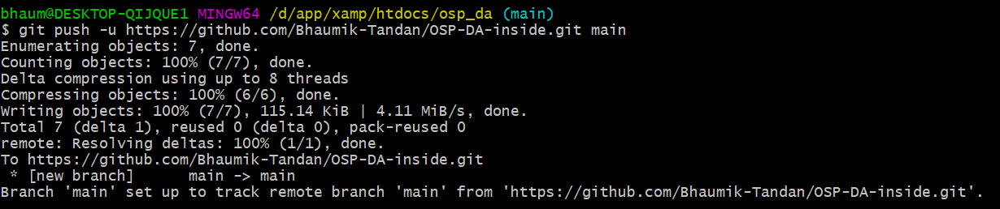 bhaum@DESKTOP-QIJQUE1 MINGW64 /d/app/xamp/htdocs/osp_da (main)
$ git push -u https://github.com/Bhaumik-Tandan/OSP-DA-inside.git main
Enumerating objects: 7, done.
Counting objects: 100% (7/7), done.
Delta compression using up to 8 threads
Compressing objects: 100% (6/6), done.
Writing objects: 100% (7/7), 115.14 KiB | 4.11 MiB/s, done.
Total 7 (delta 1), reused 0 (delta 0), pack-reused 0
remote: Resolving deltas: 100% (1/1), done.
To https://github.com/Bhaumik-Tandan/OSP-DA-inside.git
 * [new branch]      main -> main
Branch 'main' set up to track remote branch 'main' from 'https://github.com/Bhaumik-Tandan/OSP-DA-inside.git'.